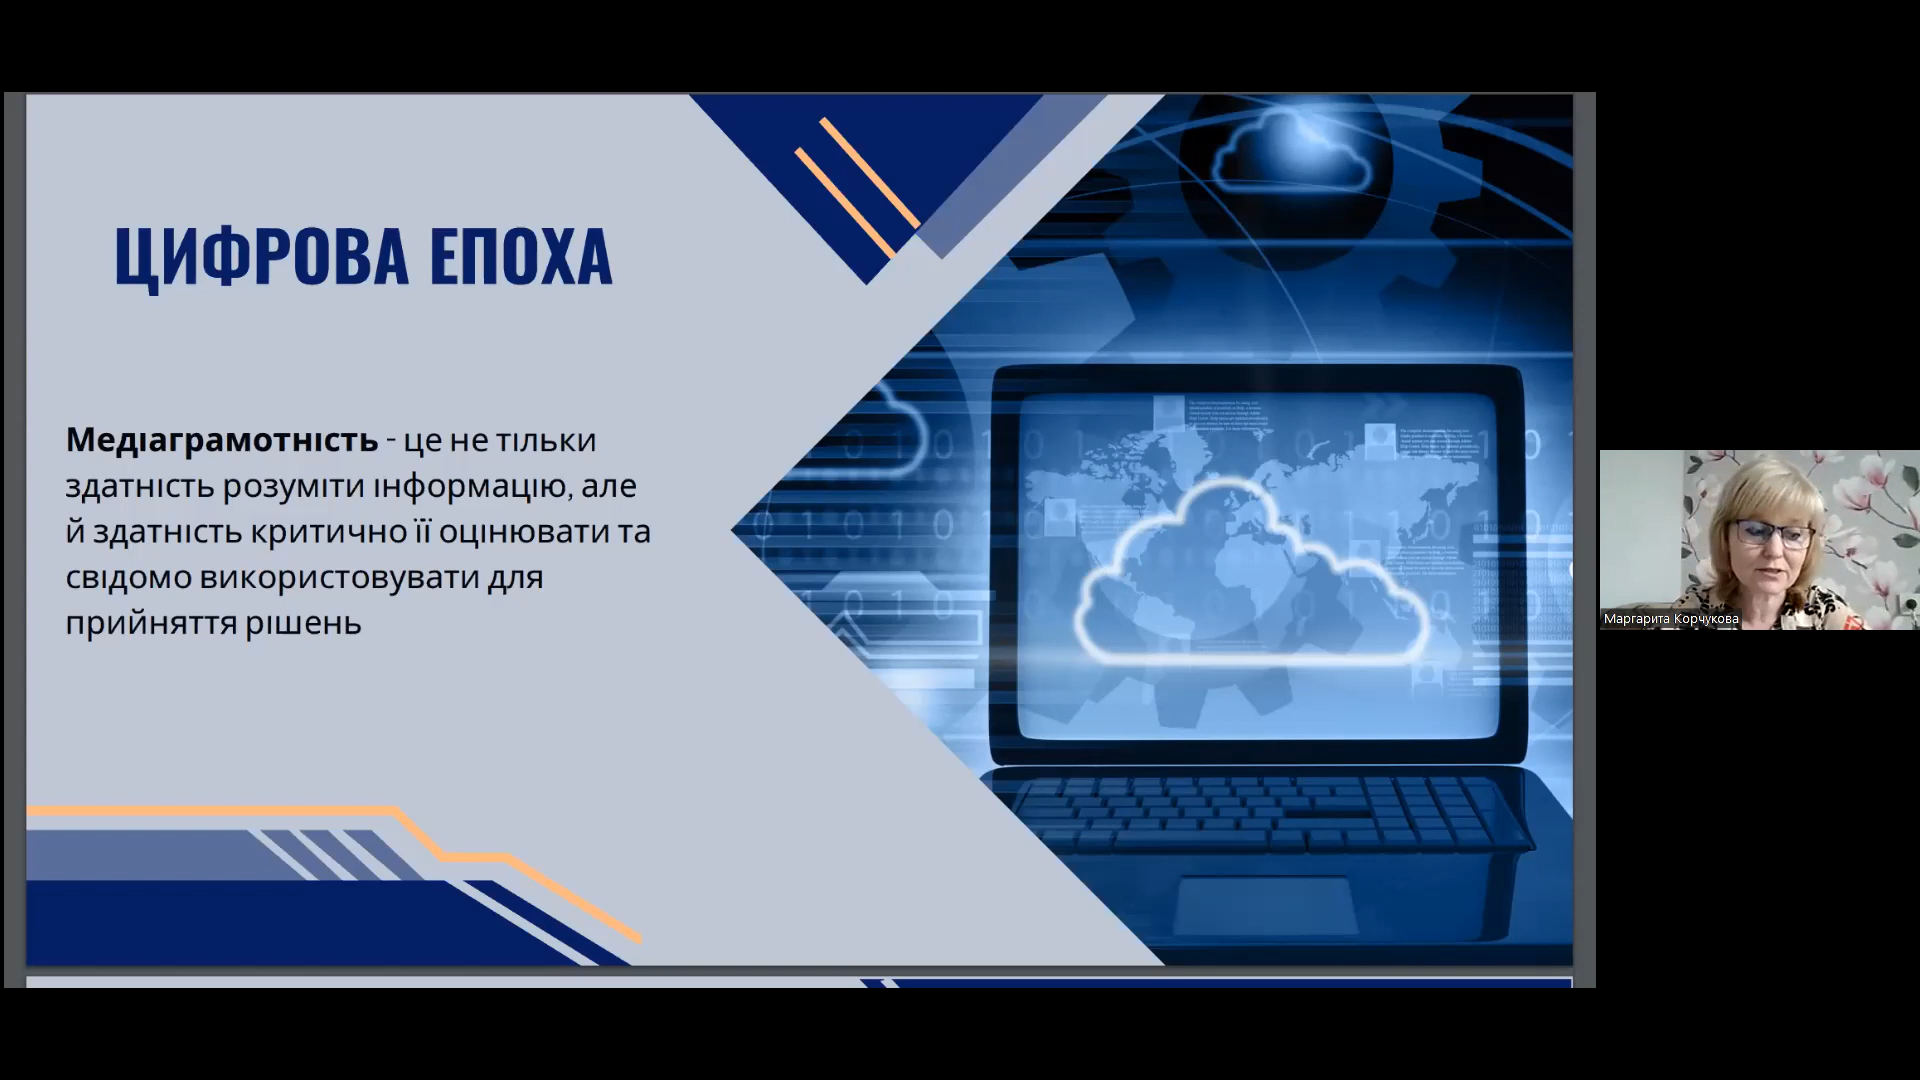 ЦИФРОВА ЕПОХА
Медіаграмотність - це не тільки
здатність розуміти інформацію, але
й здатність критично її оцінювати та
свідомо використовувати для
прийняття рішень
Маргарита Корчукова